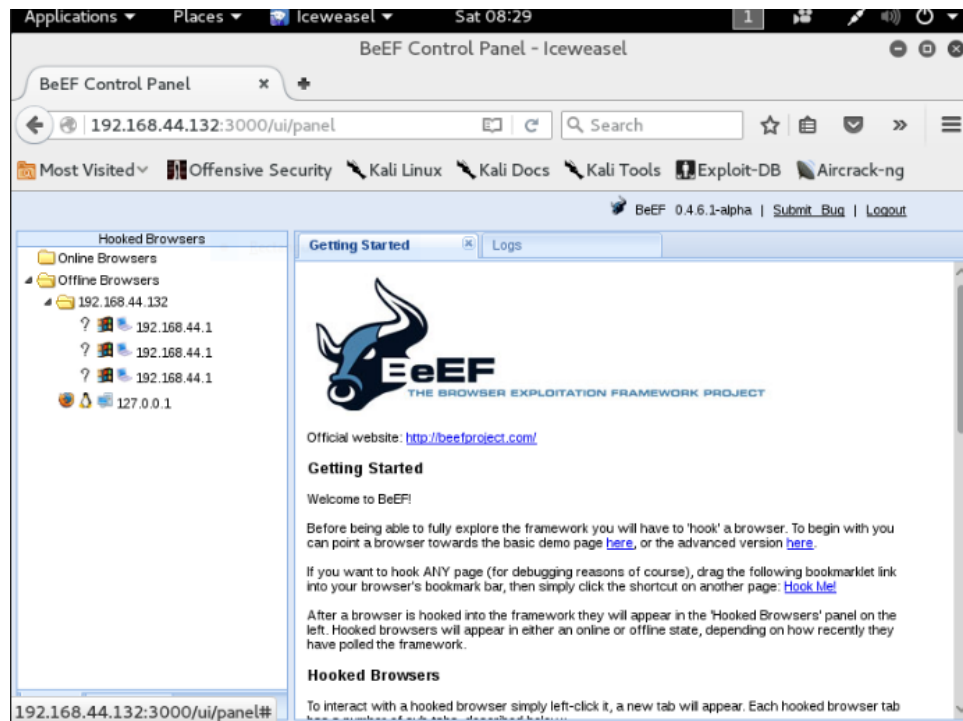 Applications Places Iceweasel Sat 08:29 1
BeEF Control Panel - Iceweasel
BeEF Control Panel
192.168.44.132:3000/ui/panel Search
Most Visited Offensive Security Kali Linux Kali Docs Kali Tools Exploit-DB Aircrack-ng
BeEF 0.4.6.1-alpha | Submit Bug | Logout
Hooked Browsers
Online Browsers
Offline Browsers
192.168.44.132
? 192.168.44.1
? 192.168.44.1
? 192.168.44.1
127.0.0.1
Getting Started Logs
BeEF
THE BROWSER EXPLOITATION FRAMEWORK PROJECT
Official website: http://beefproject.com/
Getting Started
Welcome to BeEF!
Before being able to fully explore the framework you will have to 'hook' a browser. To begin with you
can point a browser towards the basic demo page here, or the advanced version here.
If you want to hook ANY page (for debugging reasons of course), drag the following bookmarklet link
into your browser's bookmark bar, then simply click the shortcut on another page: Hook Me!
After a browser is hooked into the framework they will appear in the 'Hooked Browsers' panel on the
left. Hooked browsers will appear in either an online or offline state, depending on how recently they
have polled the framework.
Hooked Browsers
To interact with a hooked browser simply left-click it, a new tab will appear. Each hooked browser tab
has a number of sub-tabs, described below:
192.168.44.132:3000/ui/panel#